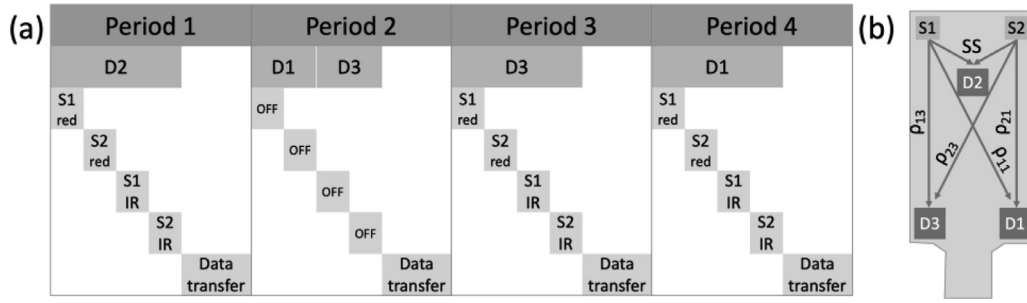 (a)
Period 1 Period 2 Period 3 Period 4
D2 D1 D3 D3 D1
S1 red OFF S1 red S1 red
S2 red OFF S2 red S2 red
S1 IR OFF S1 IR S1 IR
S2 IR OFF S2 IR S2 IR
Data transfer Data transfer Data transfer Data transfer
(b)
S1 S2
SS
D2
ρ13 ρ23 ρ11 ρ21
D3 D1